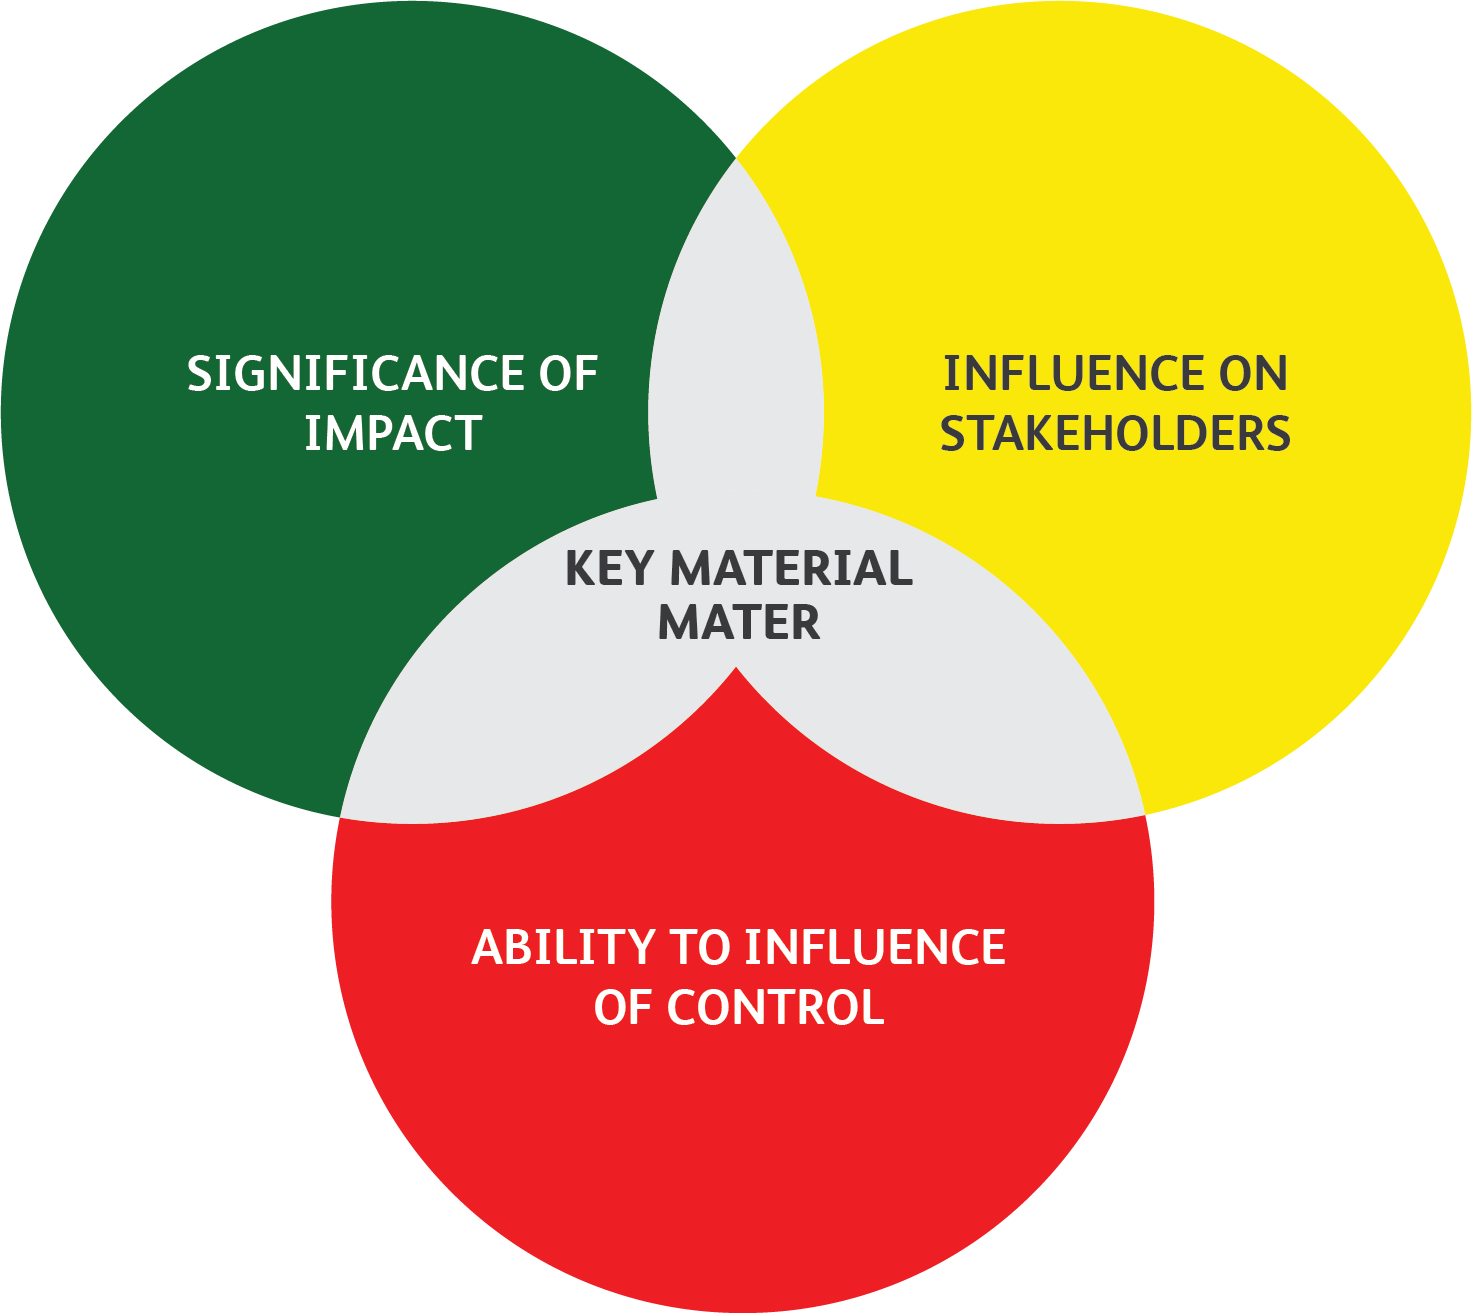 SIGNIFICANCE OF
IMPACT
INFLUENCE ON
STAKEHOLDERS
KEY MATERIAL
MATER
ABILITY TO INFLUENCE
OF CONTROL